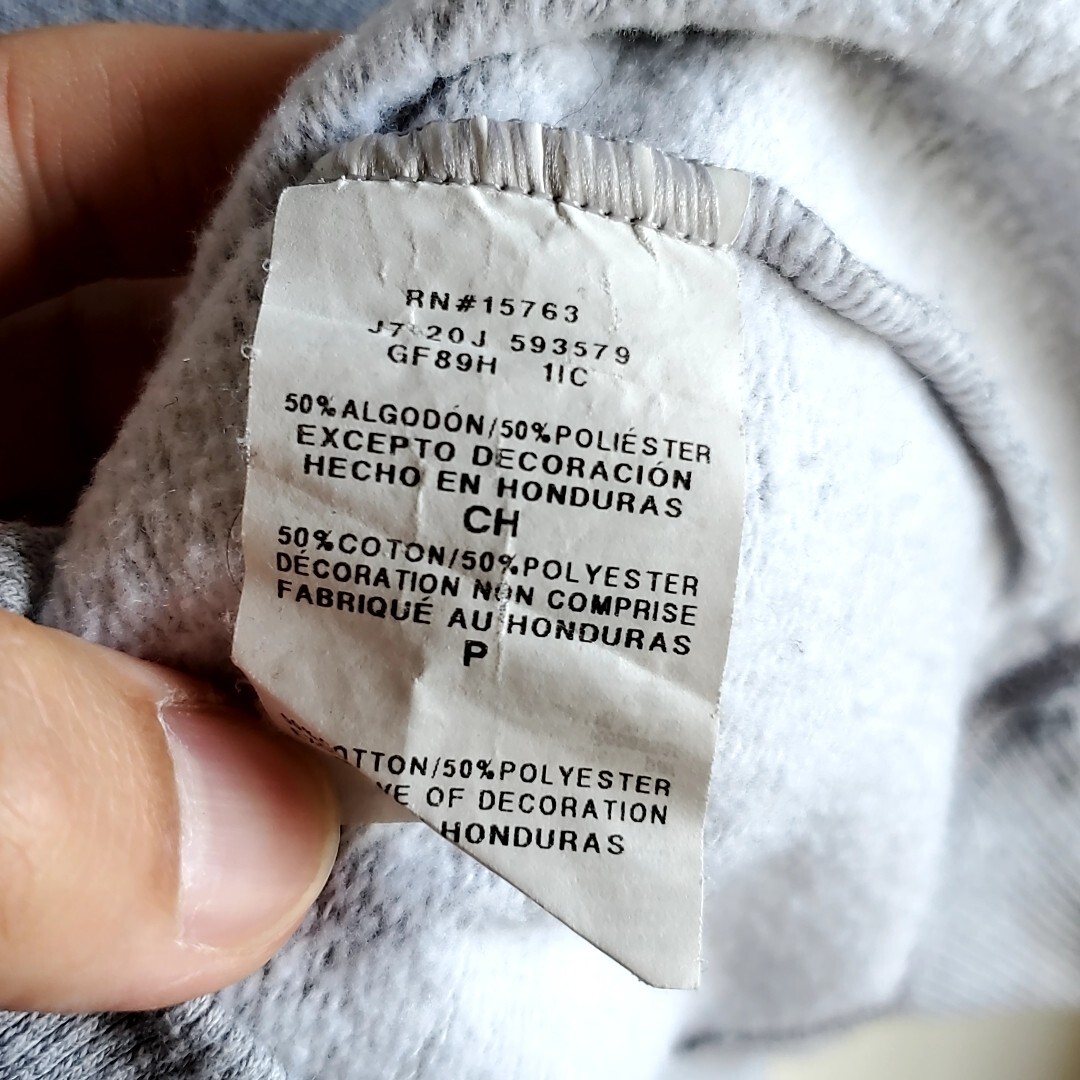 RN#15763
593579
GF89H 1IC
50%ALGODÓN/50%POLIÉSTER
EXCEPTO DECORACIÓN
HECHO EN HONDURAS
CH
50%COTON/50%POLYESTER
DÉCORATION NON COMPRISE
FABRIQUÉ AU HONDURAS
P
/50%POLYESTER
OF DECORATION
HONDURAS